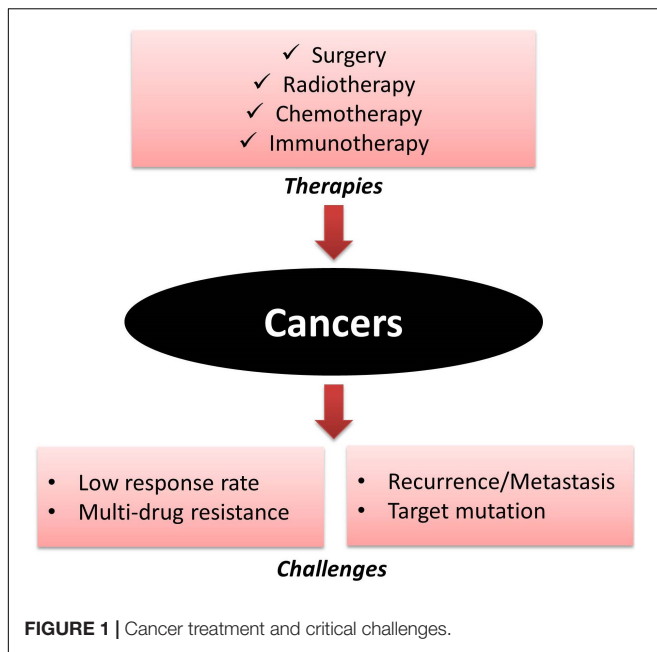 ✓ Surgery
✓ Radiotherapy
✓ Chemotherapy
✓ Immunotherapy
Therapies
Cancers
• Low response rate
• Multi-drug resistance
• Recurrence/Metastasis
• Target mutation
Challenges
FIGURE 1 | Cancer treatment and critical challenges.